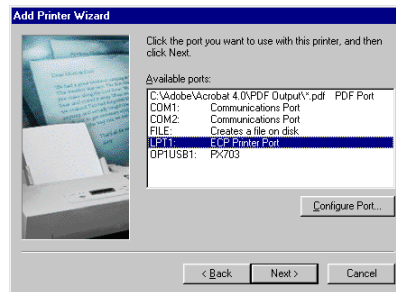 Add Printer Wizard
Click the port you want to use with this printer, and then
click Next.
Available ports:
C:\Adobe\Acrobat 4.0\PDF Output\*.pdf PDF Port
COM1: Communications Port
COM2: Communications Port
FILE: Creates a file on disk
LPT1: ECP Printer Port
OP1USB1: PX703
Configure Port...
< Back
Next >
Cancel